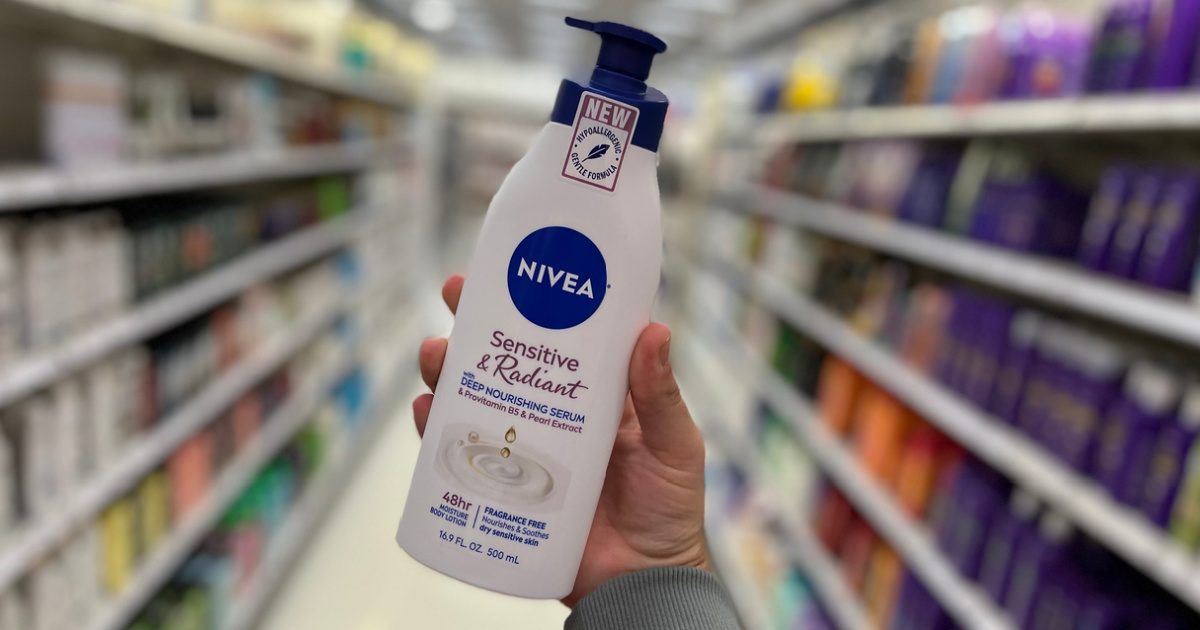 NEW
HYPOALLERGENIC
GENTLE FORMULA
NIVEA
Sensitive
& Radiant
with
DEEP NOURISHING SERUM
& Provitamin B5 & Pearl Extract
48hr
MOISTURE
BODY LOTION
FRAGRANCE FREE
Nourishes & Soothes
dry sensitive skin
16.9 FL. OZ. 500 mL